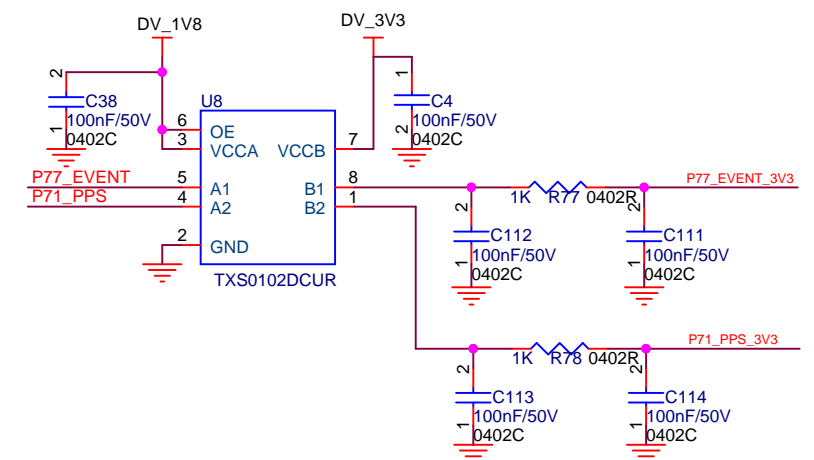 DV_1V8
DV_3V3
2
C38
100nF/50V
1
0402C
1
C4
100nF/50V
2
0402C
U8
6
OE
3
VCCA
VCCB
7
P77_EVENT
5
A1
B1
8
P71_PPS
4
A2
B2
1
2
GND
TXS0102DCUR
1K
R77
0402R
P77_EVENT_3V3
2
C112
100nF/50V
1
0402C
2
C111
100nF/50V
1
0402C
1K
R78
0402R
P71_PPS_3V3
2
C113
100nF/50V
1
0402C
2
C114
100nF/50V
1
0402C